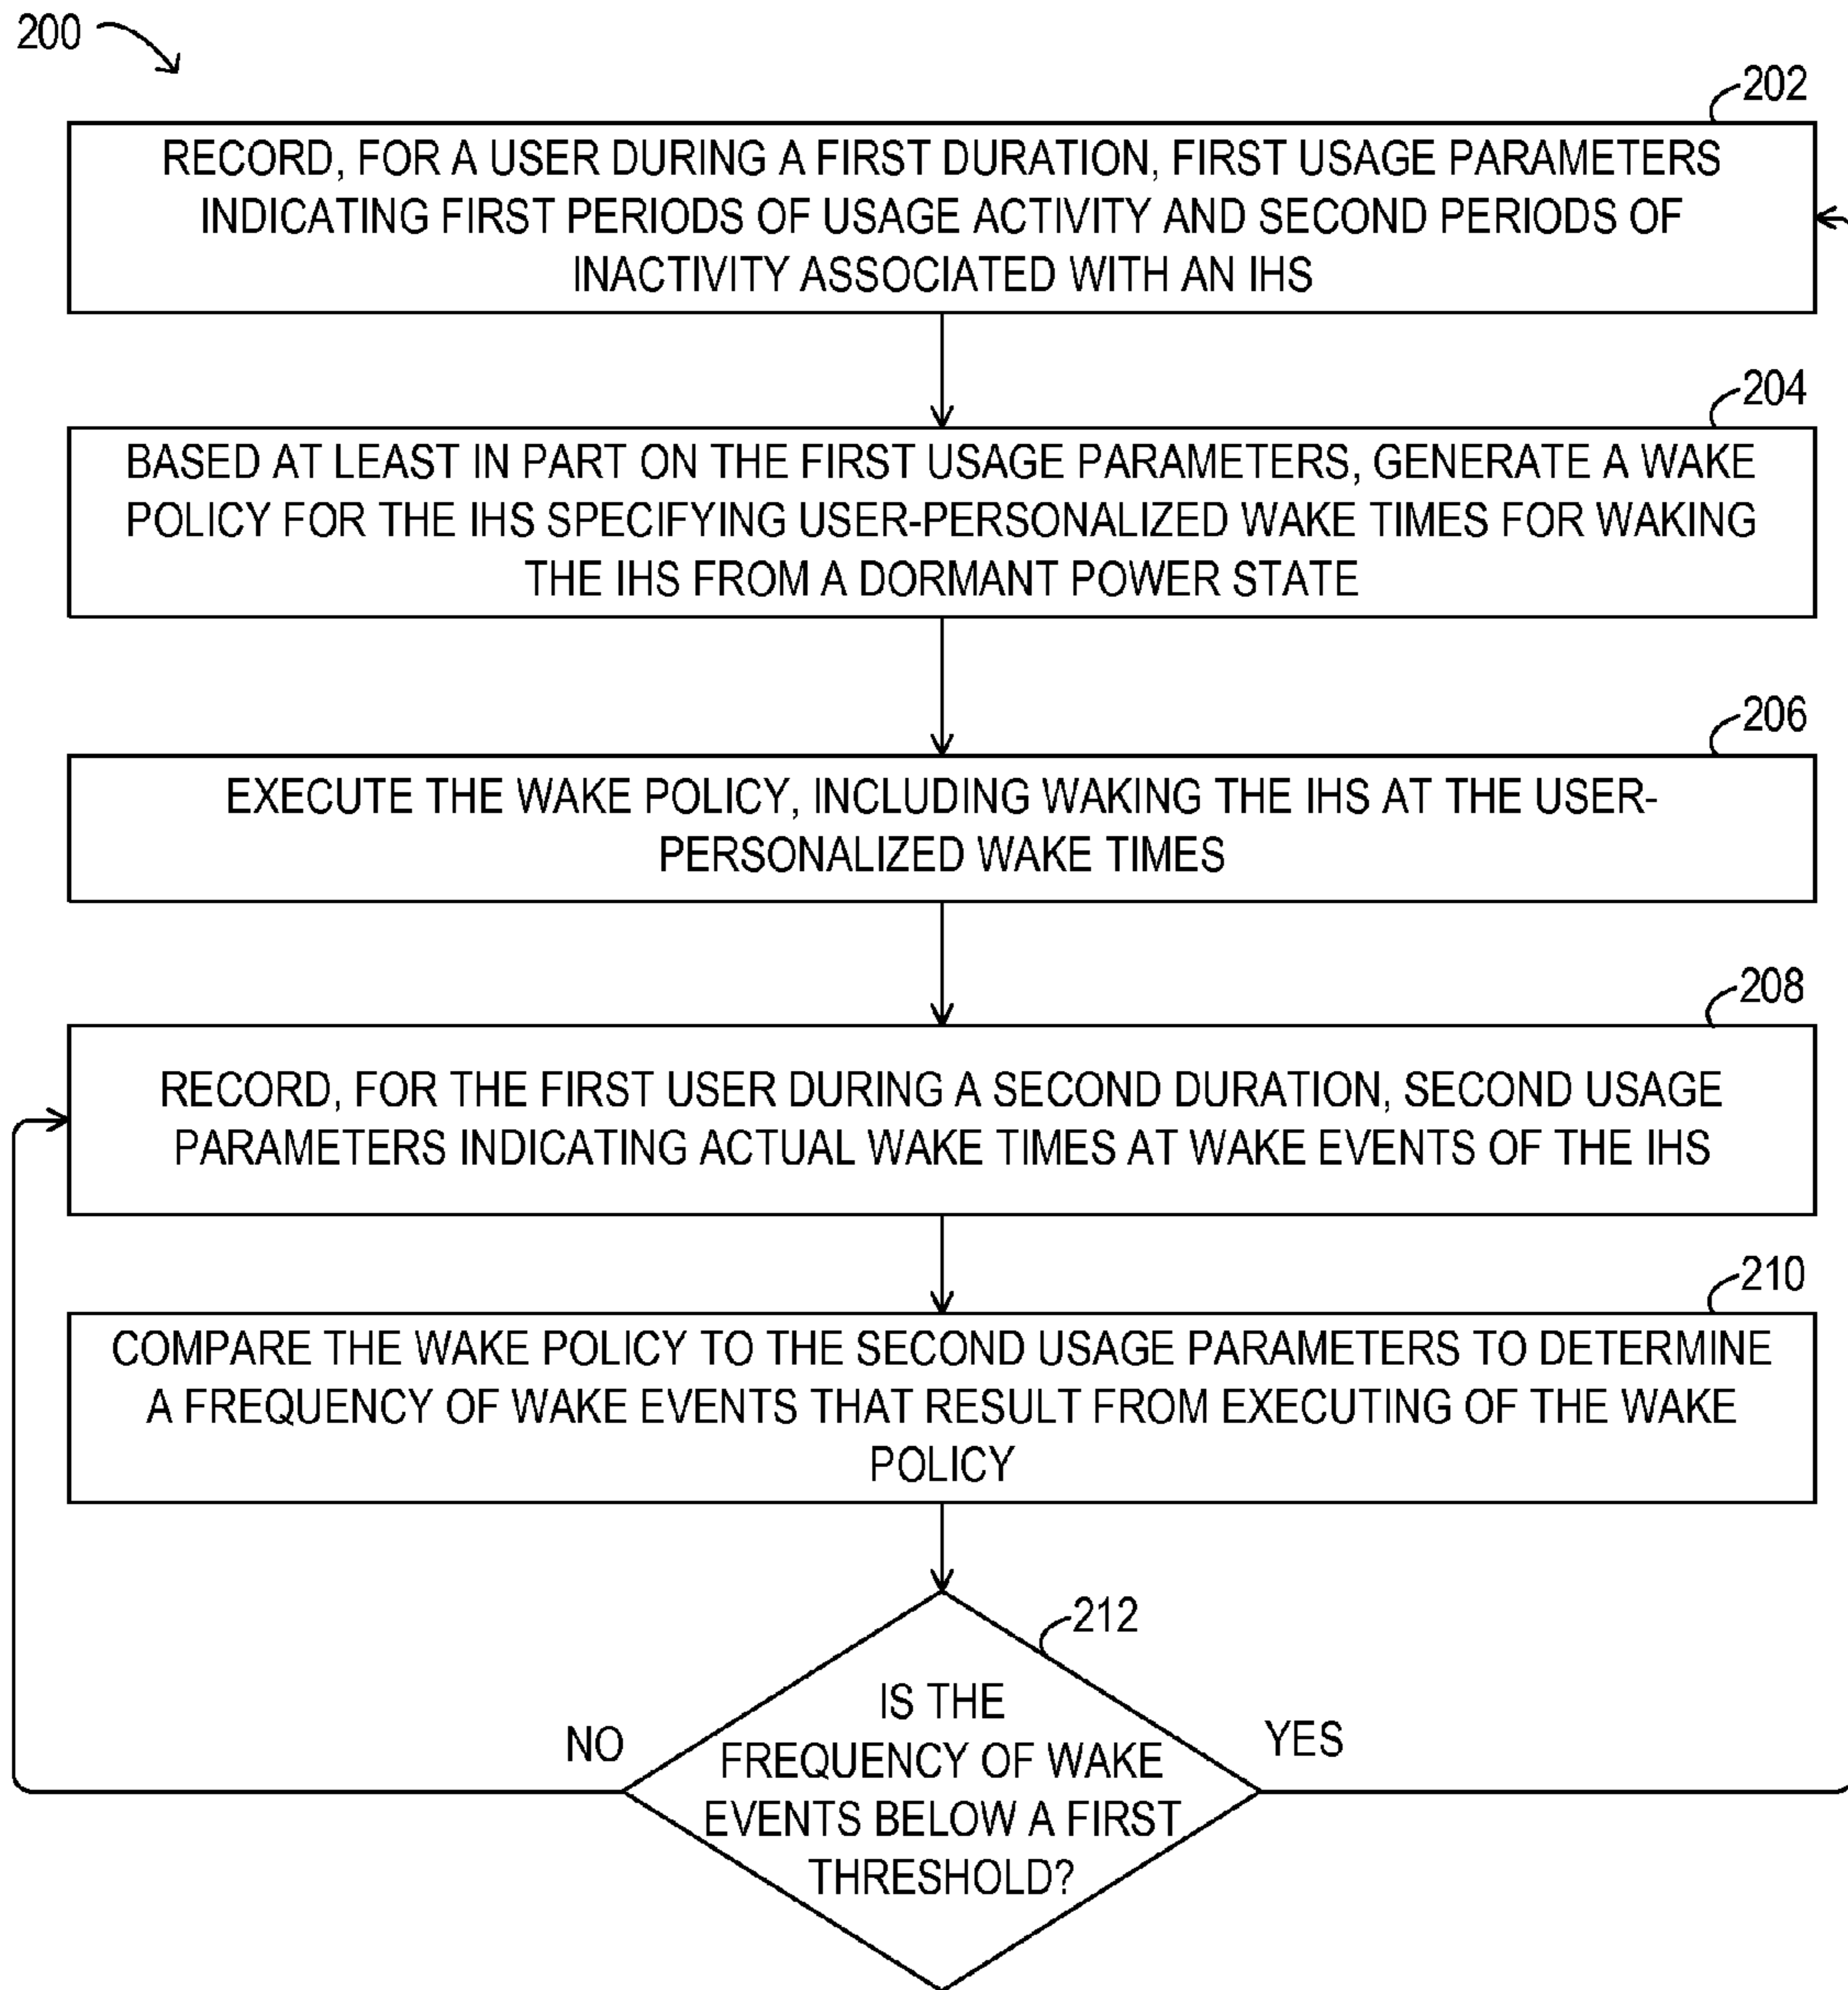 200
202
RECORD, FOR A USER DURING A FIRST DURATION, FIRST USAGE PARAMETERS
INDICATING FIRST PERIODS OF USAGE ACTIVITY AND SECOND PERIODS OF
INACTIVITY ASSOCIATED WITH AN IHS
204
BASED AT LEAST IN PART ON THE FIRST USAGE PARAMETERS, GENERATE A WAKE
POLICY FOR THE IHS SPECIFYING USER-PERSONALIZED WAKE TIMES FOR WAKING
THE IHS FROM A DORMANT POWER STATE
206
EXECUTE THE WAKE POLICY, INCLUDING WAKING THE IHS AT THE USER-
PERSONALIZED WAKE TIMES
208
RECORD, FOR THE FIRST USER DURING A SECOND DURATION, SECOND USAGE
PARAMETERS INDICATING ACTUAL WAKE TIMES AT WAKE EVENTS OF THE IHS
210
COMPARE THE WAKE POLICY TO THE SECOND USAGE PARAMETERS TO DETERMINE
A FREQUENCY OF WAKE EVENTS THAT RESULT FROM EXECUTING OF THE WAKE
POLICY
212
IS THE
FREQUENCY OF WAKE
EVENTS BELOW A FIRST
THRESHOLD?
NO
YES